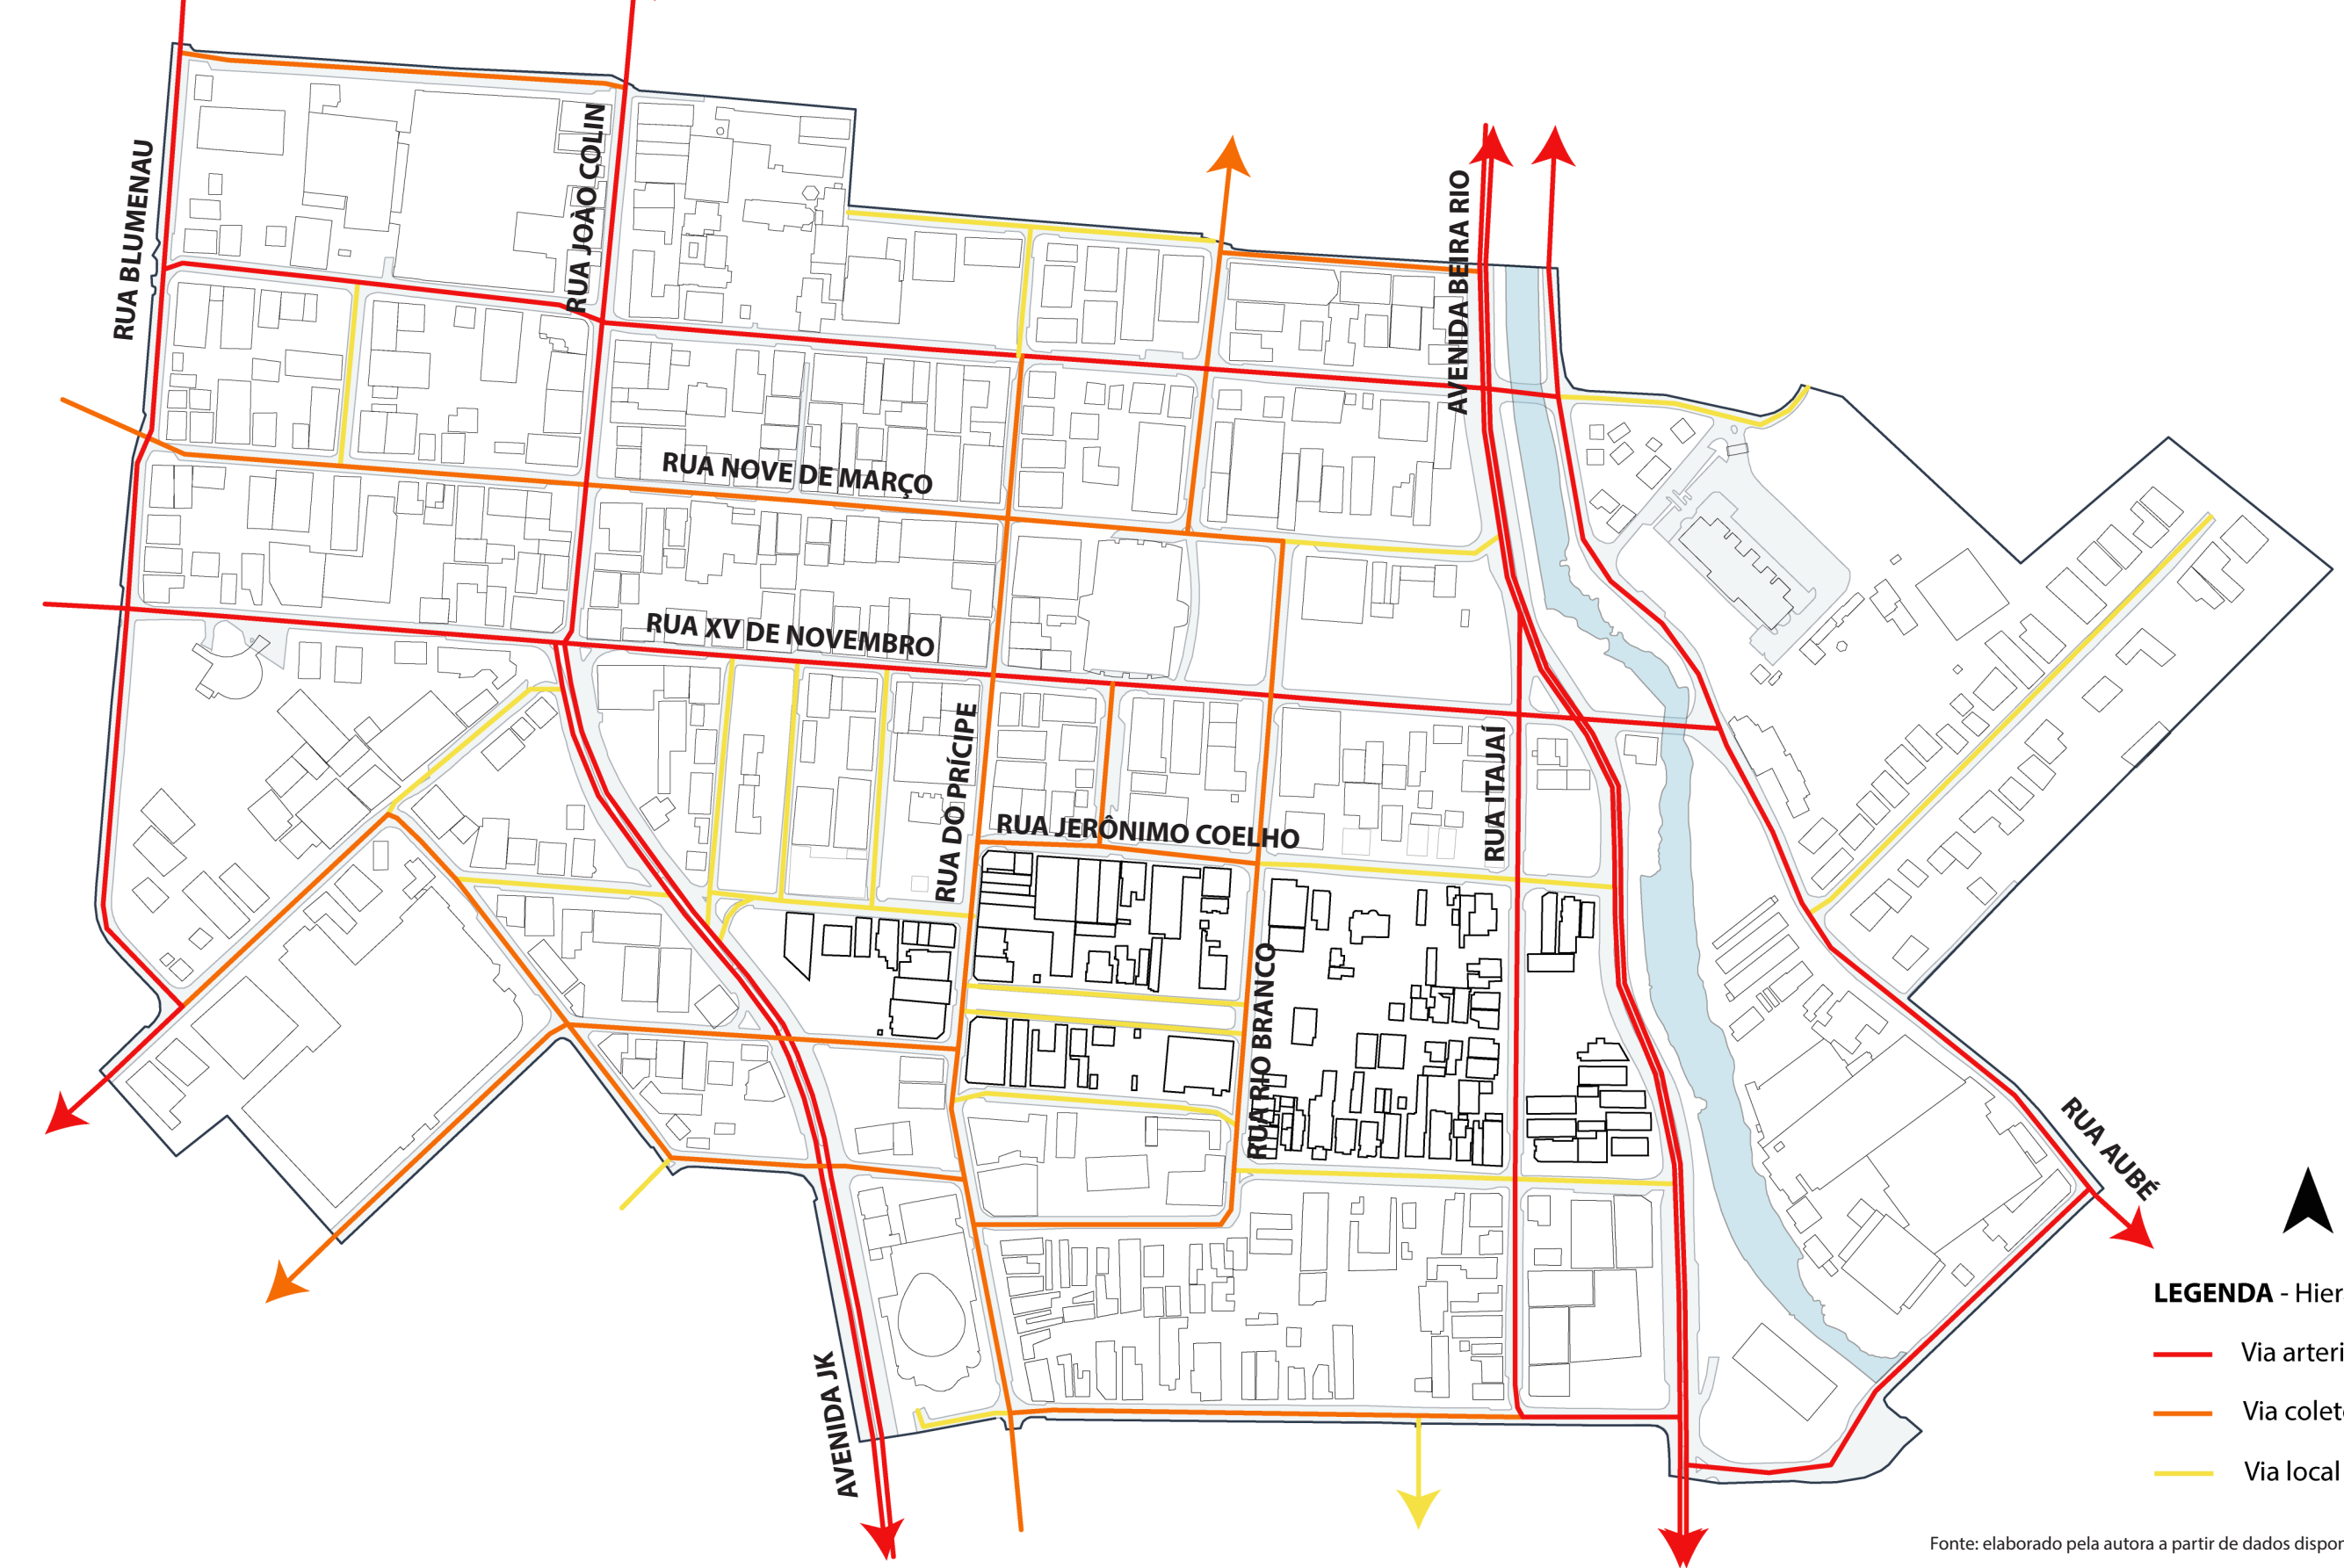 RUA BLUMENAU
RUA JOÀO COLIN
AVENIDA BEIRA RIO
RUA NOVE DE MARÇO
RUA XV DE NOVEMBRO
RUA DO PRÍCIPE
RUA JERÔNIMO COELHO
RUA ITAJAÍ
RUA RIO BRANCO
RUA AUBÉ
AVENIDA JK
LEGENDA - Hier
Via arteri
Via colet
Via local
Fonte: elaborado pela autora a partir de dados dispor